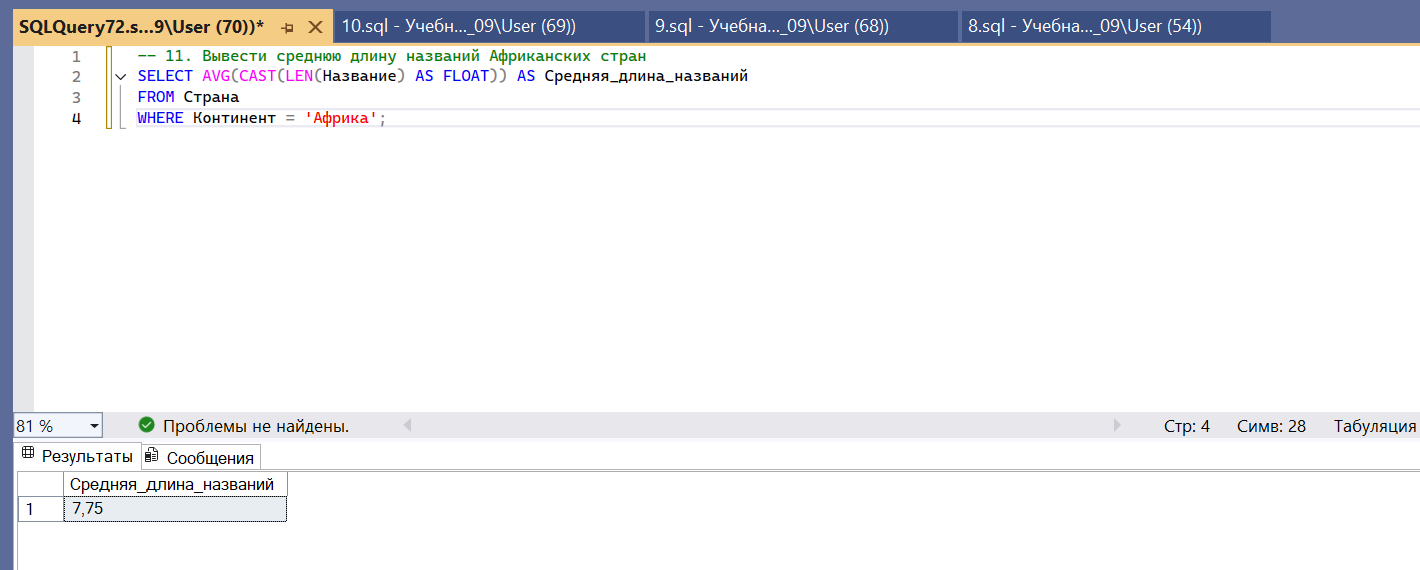 SQLQuery72.s...9\User (70))* 10.sql - Учебн..._09\User (69)) 9.sql - Учебна..._09\User (68)) 8.sql - Учебна..._09\User (54))
1 -- 11. Вывести среднюю длину названий Африканских стран
2 SELECT AVG(CAST(LEN(Название) AS FLOAT)) AS Средняя_длина_названий
3 FROM Страна
4 WHERE Континент = 'Африка';
81 % Проблемы не найдены. Стр: 4 Симв: 28 Табуляция
Результаты Сообщения
Средняя_длина_названий
1 7,75